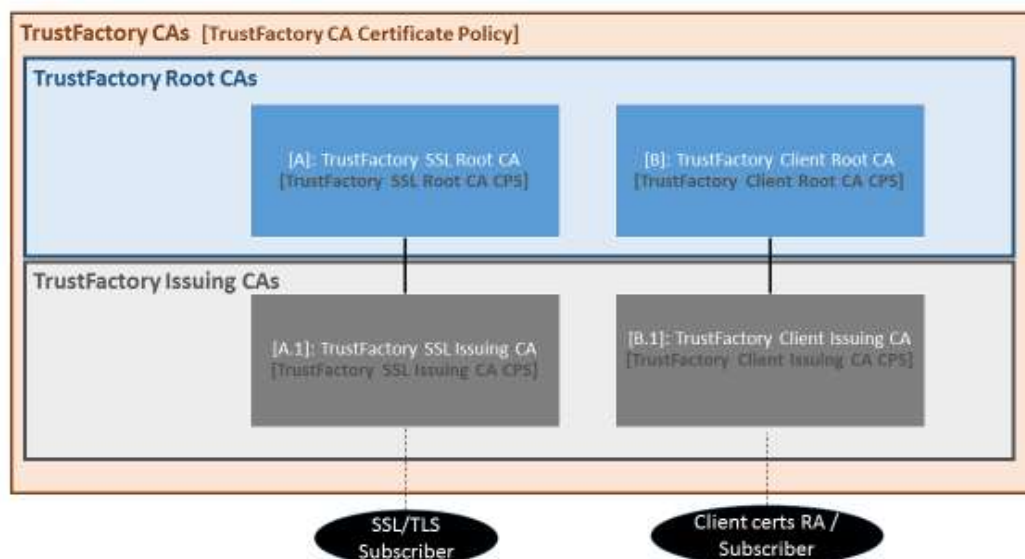 TrustFactory CAs [TrustFactory CA Certificate Policy]
TrustFactory Root CAs
[A]: TrustFactory SSL Root CA
[TrustFactory SSL Root CA CPS]
[B]: TrustFactory Client Root CA
[TrustFactory Client Root CA CPS]
TrustFactory Issuing CAs
[A.1]: TrustFactory SSL Issuing CA
[TrustFactory SSL Issuing CA CPS]
[B.1]: TrustFactory Client Issuing CA
[TrustFactory Client Issuing CA CPS]
SSL/TLS
Subscriber
Client certs RA /
Subscriber